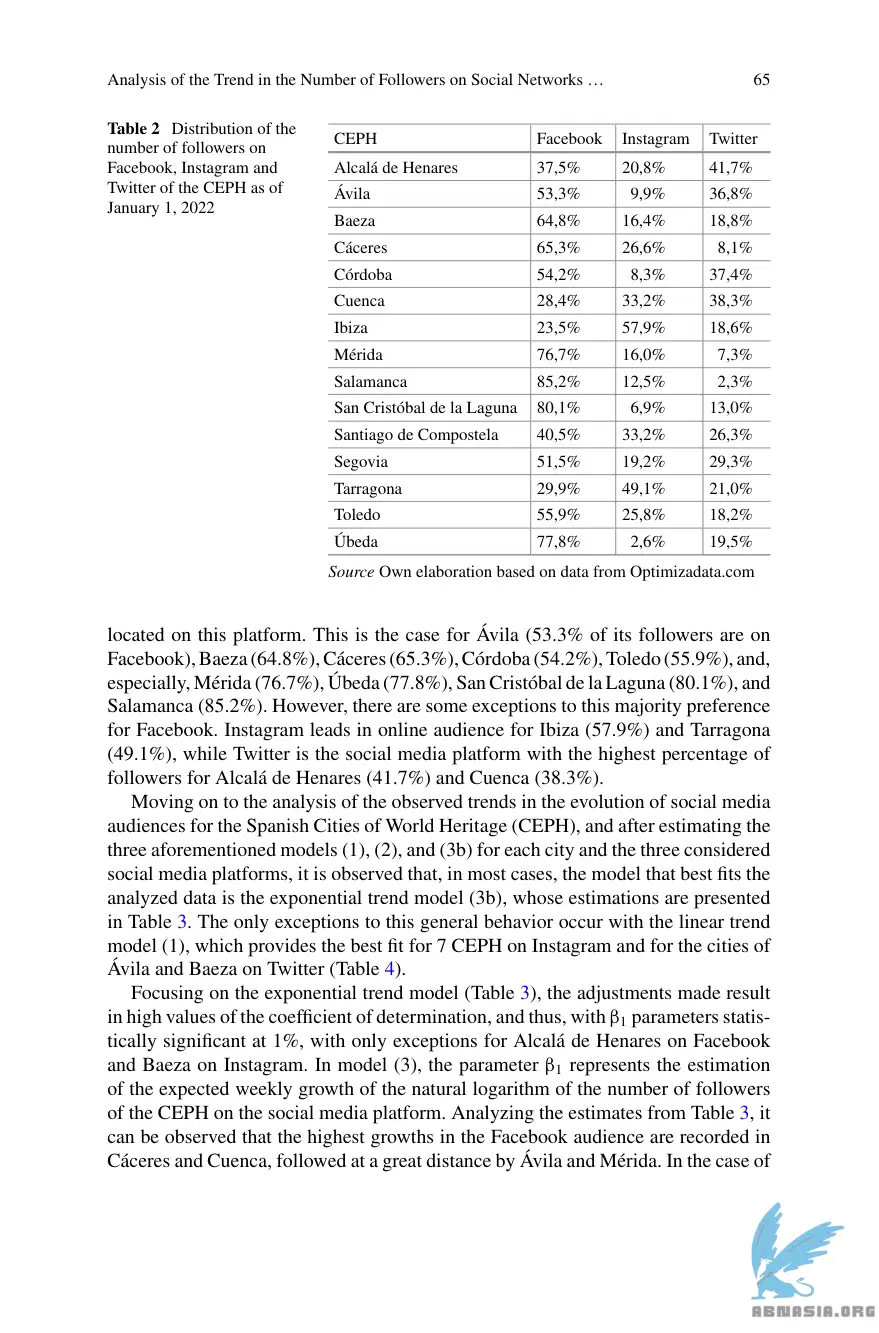 Analysis of the Trend in the Number of Followers on Social Networks … 65
Table 2 Distribution of the
number of followers on
Facebook, Instagram and
Twitter of the CEPH as of
January 1, 2022
CEPH Facebook Instagram Twitter
Alcalá de Henares 37,5% 20,8% 41,7%
Ávila 53,3% 9,9% 36,8%
Baeza 64,8% 16,4% 18,8%
Cáceres 65,3% 26,6% 8,1%
Córdoba 54,2% 8,3% 37,4%
Cuenca 28,4% 33,2% 38,3%
Ibiza 23,5% 57,9% 18,6%
Mérida 76,7% 16,0% 7,3%
Salamanca 85,2% 12,5% 2,3%
San Cristóbal de la Laguna 80,1% 6,9% 13,0%
Santiago de Compostela 40,5% 33,2% 26,3%
Segovia 51,5% 19,2% 29,3%
Tarragona 29,9% 49,1% 21,0%
Toledo 55,9% 25,8% 18,2%
Úbeda 77,8% 2,6% 19,5%
Source Own elaboration based on data from Optimizadata.com
located on this platform. This is the case for Ávila (53.3% of its followers are on
Facebook), Baeza (64.8%), Cáceres (65.3%), Córdoba (54.2%), Toledo (55.9%), and,
especially, Mérida (76.7%), Úbeda (77.8%), San Cristóbal de la Laguna (80.1%), and
Salamanca (85.2%). However, there are some exceptions to this majority preference
for Facebook. Instagram leads in online audience for Ibiza (57.9%) and Tarragona
(49.1%), while Twitter is the social media platform with the highest percentage of
followers for Alcalá de Henares (41.7%) and Cuenca (38.3%).
Moving on to the analysis of the observed trends in the evolution of social media
audiences for the Spanish Cities of World Heritage (CEPH), and after estimating the
three aforementioned models (1), (2), and (3b) for each city and the three considered
social media platforms, it is observed that, in most cases, the model that best fits the
analyzed data is the exponential trend model (3b), whose estimations are presented
in Table 3. The only exceptions to this general behavior occur with the linear trend
model (1), which provides the best fit for 7 CEPH on Instagram and for the cities of
Ávila and Baeza on Twitter (Table 4).
Focusing on the exponential trend model (Table 3), the adjustments made result
in high values of the coefficient of determination, and thus, with β₁ parameters statis-
tically significant at 1%, with only exceptions for Alcalá de Henares on Facebook
and Baeza on Instagram. In model (3), the parameter β₁ represents the estimation
of the expected weekly growth of the natural logarithm of the number of followers
of the CEPH on the social media platform. Analyzing the estimates from Table 3, it
can be observed that the highest growths in the Facebook audience are recorded in
Cáceres and Cuenca, followed at a great distance by Ávila and Mérida. In the case of
ABNASIA.ORG